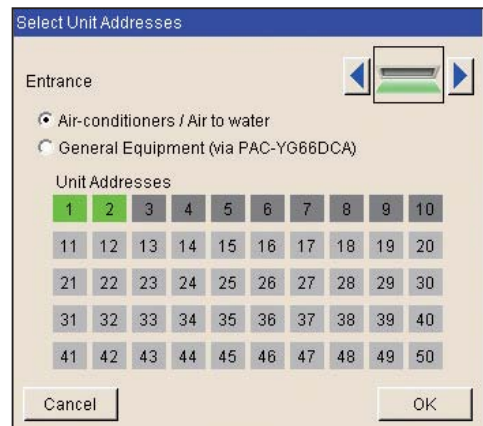 Select Unit Addresses
Entrance
Air-conditioners / Air to water
General Equipment (via PAC-YG66DCA)
Unit Addresses
1 2 3 4 5 6 7 8 9 10
11 12 13 14 15 16 17 18 19 20
21 22 23 24 25 26 27 28 29 30
31 32 33 34 35 36 37 38 39 40
41 42 43 44 45 46 47 48 49 50
Cancel OK